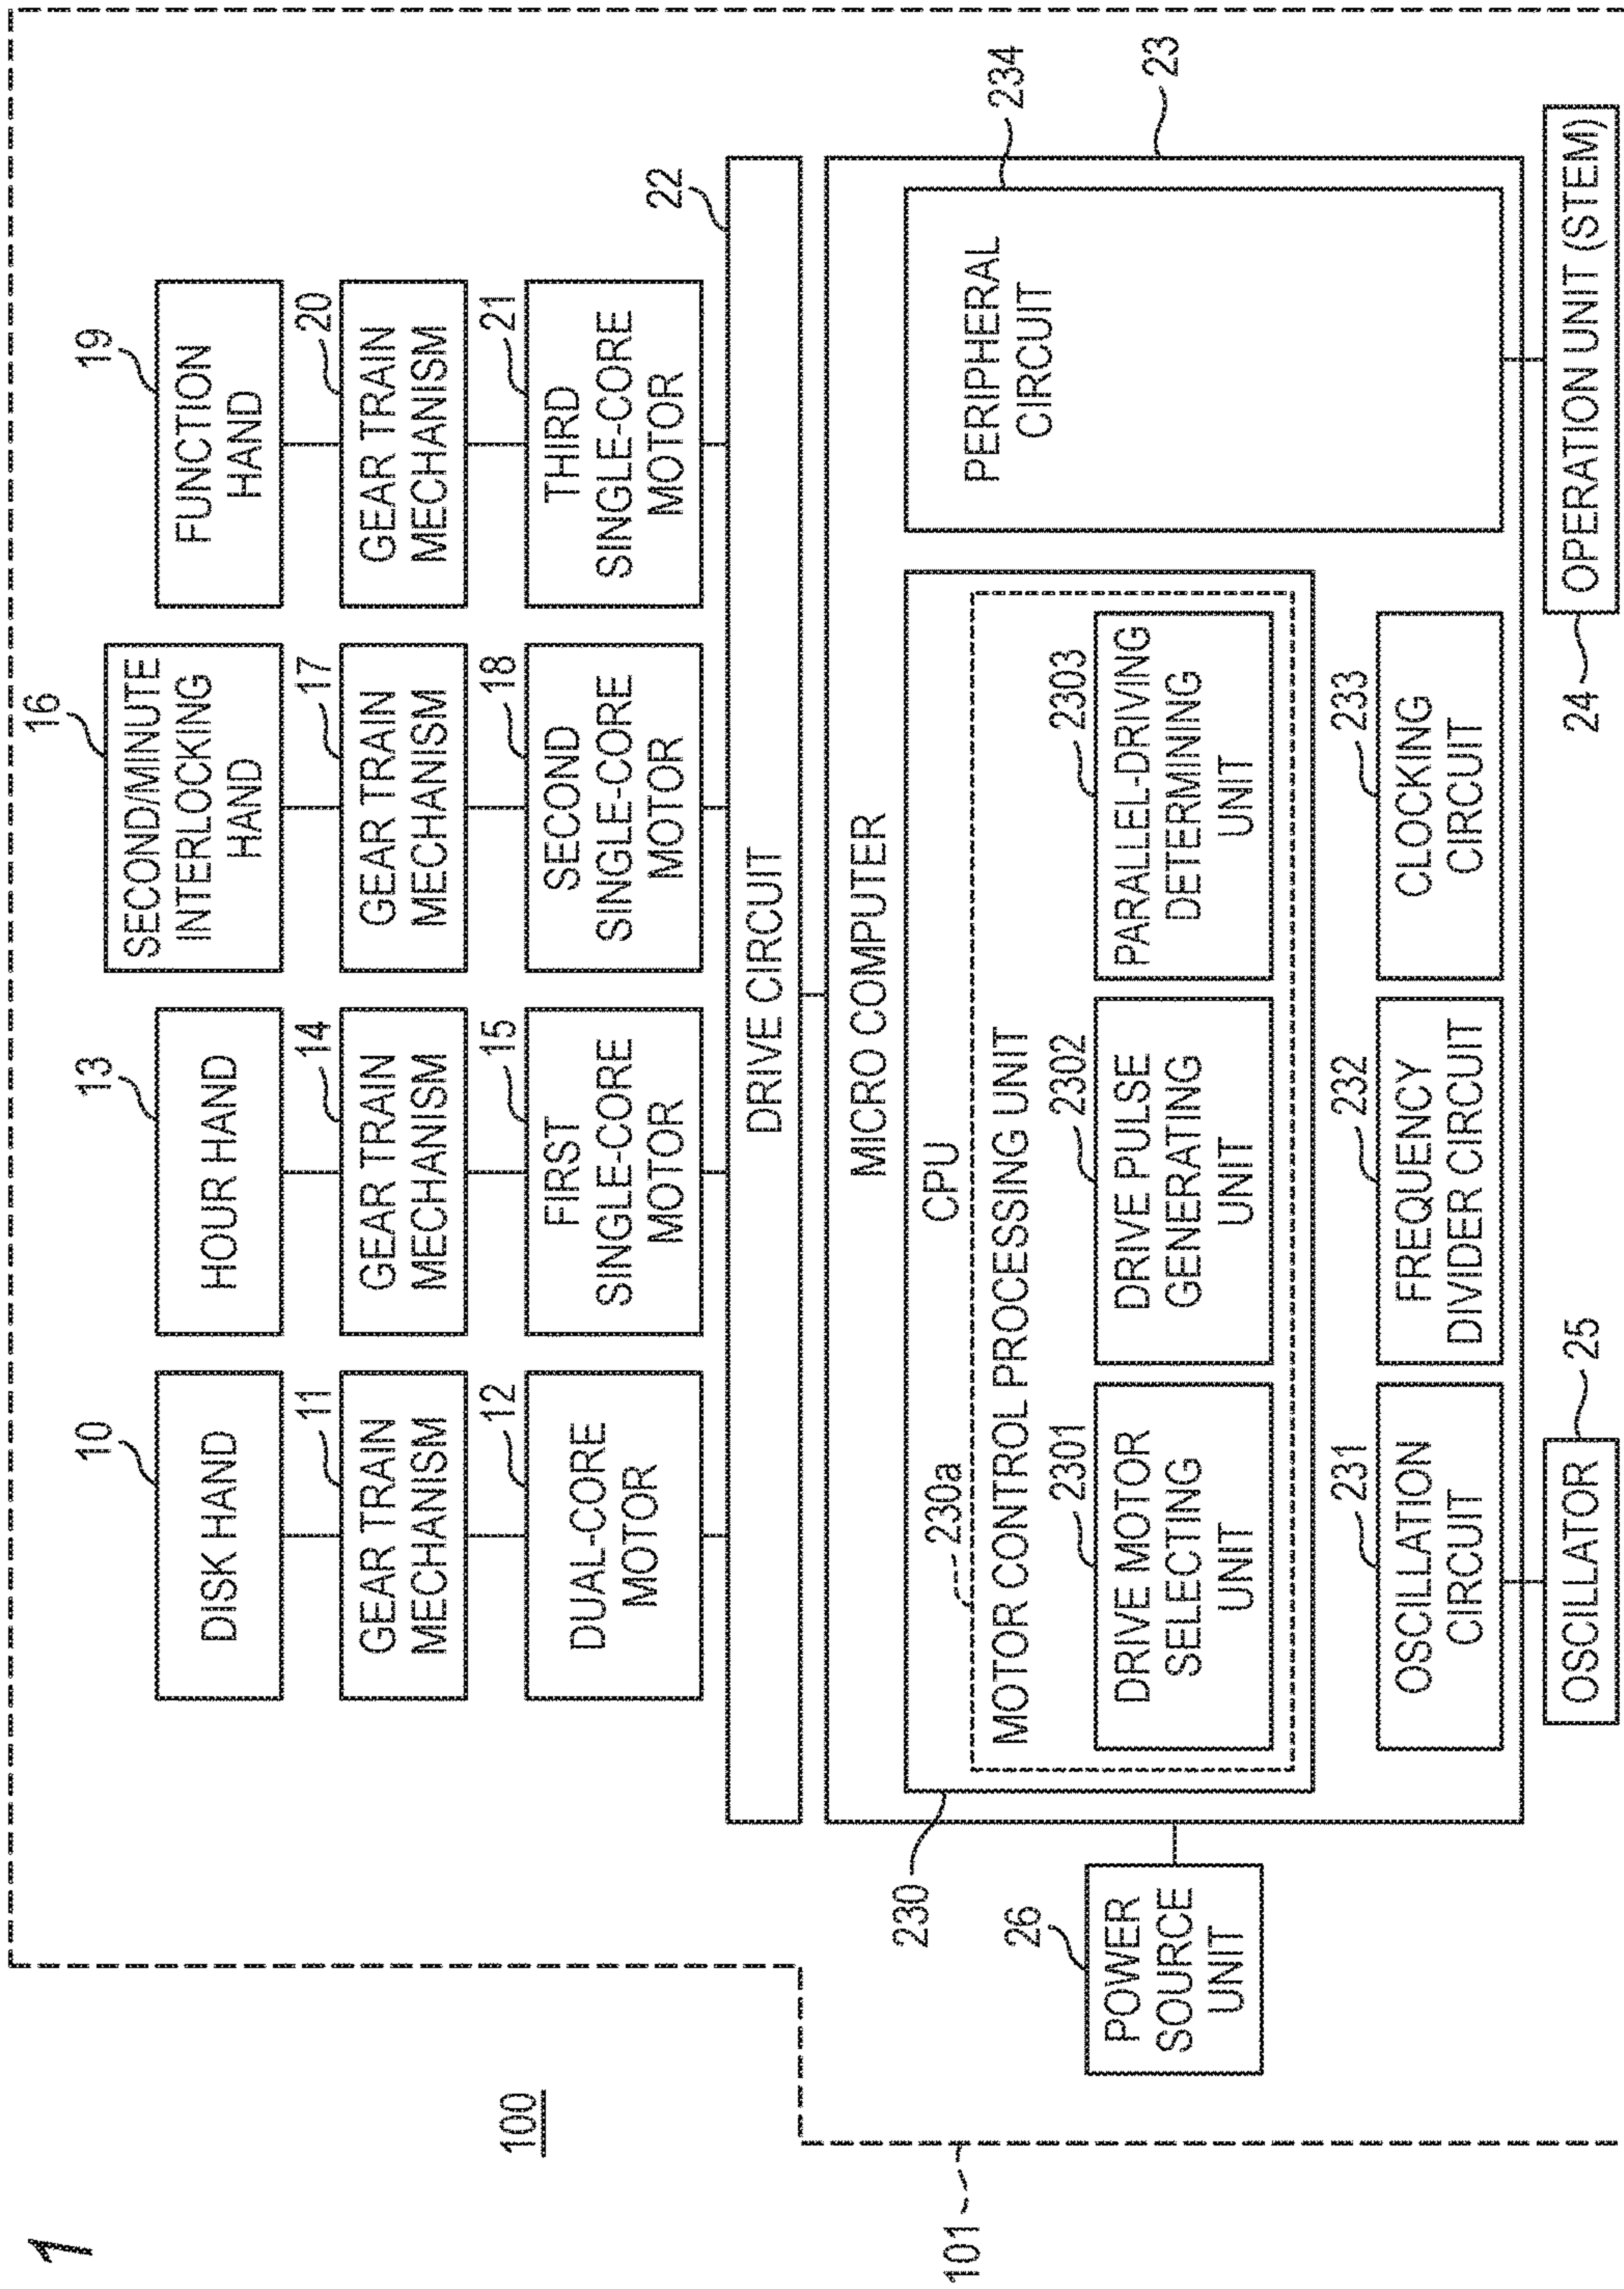 1
100
101
10
DISK HAND
11
GEAR TRAIN
MECHANISM
12
DUAL-CORE
MOTOR
13
HOUR HAND
14
GEAR TRAIN
MECHANISM
15
FIRST
SINGLE-CORE
MOTOR
16
SECOND/MINUTE
INTERLOCKING
HAND
17
GEAR TRAIN
MECHANISM
18
SECOND
SINGLE-CORE
MOTOR
19
FUNCTION
HAND
20
GEAR TRAIN
MECHANISM
21
THIRD
SINGLE-CORE
MOTOR
22
DRIVE CIRCUIT
23
MICRO COMPUTER
230
CPU
230a
MOTOR CONTROL PROCESSING UNIT
2301
DRIVE MOTOR
SELECTING
UNIT
2302
DRIVE PULSE
GENERATING
UNIT
2303
PARALLEL-DRIVING
DETERMINING
UNIT
234
PERIPHERAL
CIRCUIT
231
OSCILLATION
CIRCUIT
232
FREQUENCY
DIVIDER CIRCUIT
233
CLOCKING
CIRCUIT
26
POWER
SOURCE
UNIT
OSCILLATOR
25
24
OPERATION UNIT (STEM)